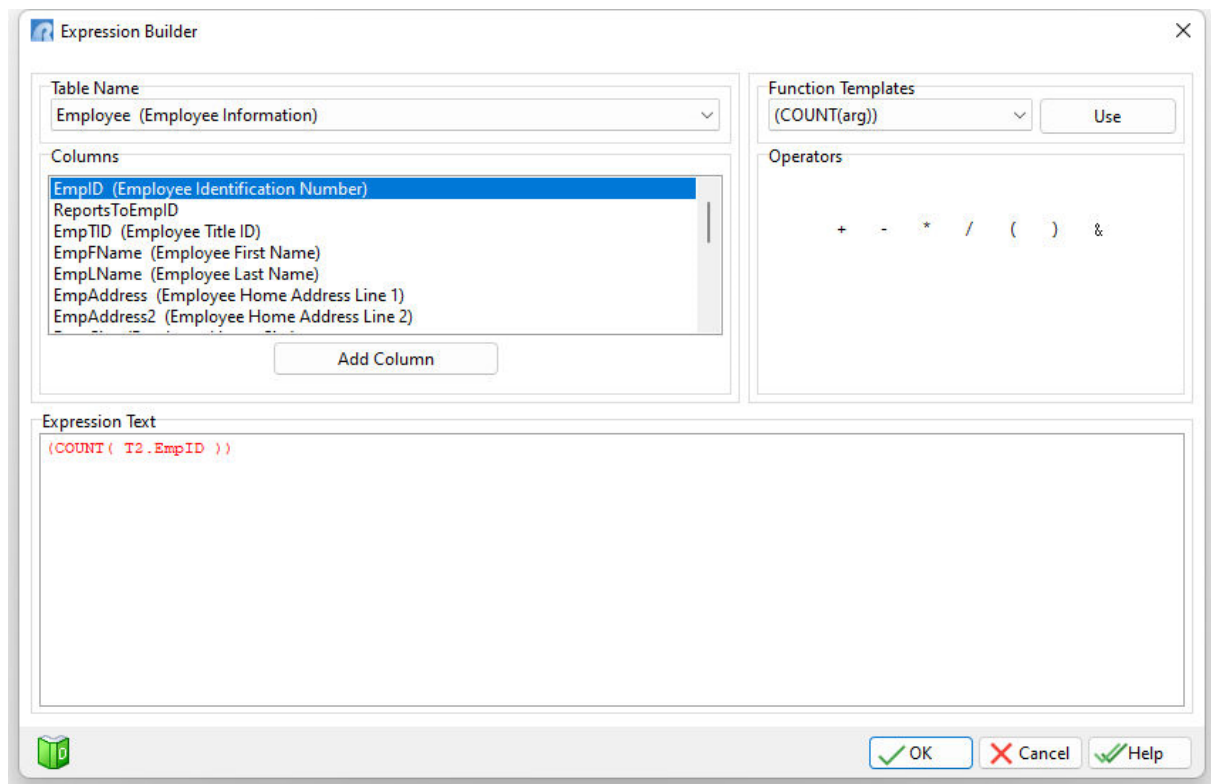 Expression Builder
Table Name
Employee (Employee Information)
Columns
EmpID (Employee Identification Number)
ReportsToEmpID
EmpTID (Employee Title ID)
EmpFName (Employee First Name)
EmpLName (Employee Last Name)
EmpAddress (Employee Home Address Line 1)
EmpAddress2 (Employee Home Address Line 2)
Add Column
Function Templates
(COUNT(arg))
Use
Operators
+ - * / ( ) &
Expression Text
(COUNT( T2.EmpID ))
D
OK Cancel Help